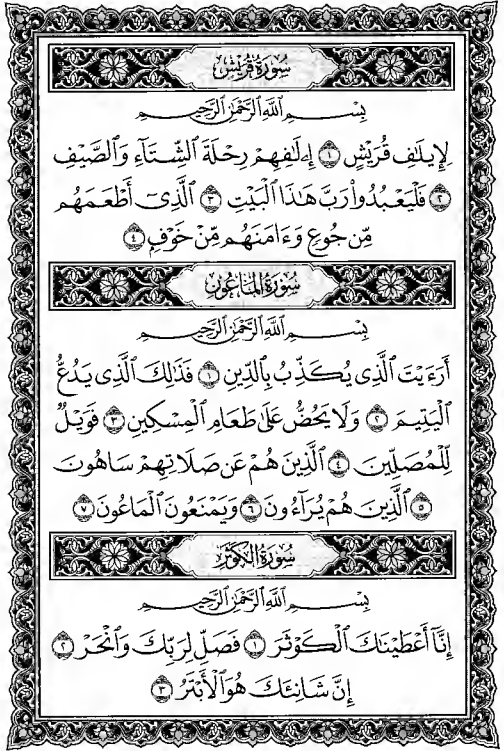 سُورَةُ قُرَيْشٍ
بِسْمِ ٱللَّهِ ٱلرَّحْمَٰنِ ٱلرَّحِيمِ
لِإِيلَٰفِ قُرَيْشٍ ١ إِۦلَٰفِهِمْ رِحْلَةَ ٱلشِّتَآءِ وَٱلصَّيْفِ
٢ فَلْيَعْبُدُوا۟ رَبَّ هَٰذَا ٱلْبَيْتِ ٣ ٱلَّذِىٓ أَطْعَمَهُم
مِّن جُوعٍ وَءَامَنَهُم مِّنْ خَوْفٍۭ ٤
سُورَةُ المَاعُونِ
بِسْمِ ٱللَّهِ ٱلرَّحْمَٰنِ ٱلرَّحِيمِ
أَرَءَيْتَ ٱلَّذِى يُكَذِّبُ بِٱلدِّينِ ١ فَذَٰلِكَ ٱلَّذِى يَدُعُّ
ٱلْيَتِيمَ ٢ وَلَا يَحُضُّ عَلَىٰ طَعَامِ ٱلْمِسْكِينِ ٣ فَوَيْلٌ
لِّلْمُصَلِّينَ ٤ ٱلَّذِينَ هُمْ عَن صَلَاتِهِمْ سَاهُونَ
٥ ٱلَّذِينَ هُمْ يُرَآءُونَ ٦ وَيَمْنَعُونَ ٱلْمَاعُونَ ٧
سُورَةُ الكَوْثَرِ
بِسْمِ ٱللَّهِ ٱلرَّحْمَٰنِ ٱلرَّحِيمِ
إِنَّآ أَعْطَيْنَٰكَ ٱلْكَوْثَرَ ١ فَصَلِّ لِرَبِّكَ وَٱنْحَرْ ٢
إِنَّ شَانِئَكَ هُوَ ٱلْأَبْتَرُ ٣